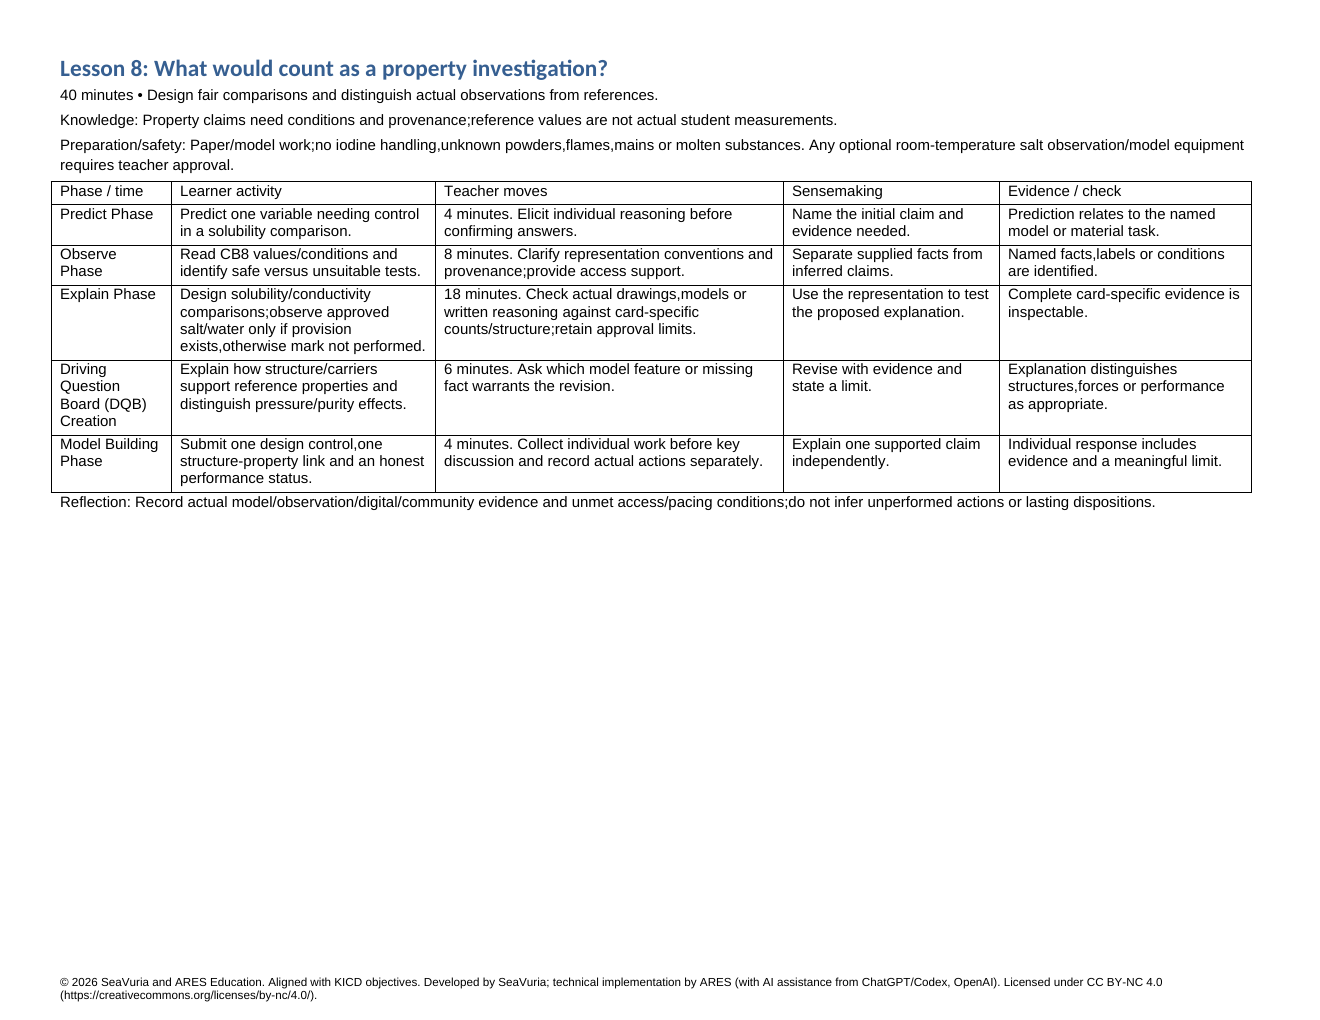 Lesson 8: What would count as a property investigation?
40 minutes • Design fair comparisons and distinguish actual observations from references.
Knowledge: Property claims need conditions and provenance;reference values are not actual student measurements.
Preparation/safety: Paper/model work;no iodine handling,unknown powders,flames,mains or molten substances. Any optional room-temperature salt observation/model equipment
requires teacher approval.
Phase / time
Learner activity
Teacher moves
Sensemaking
Evidence / check
Predict Phase
Predict one variable needing control
in a solubility comparison.
4 minutes. Elicit individual reasoning before
confirming answers.
Name the initial claim and
evidence needed.
Prediction relates to the named
model or material task.
Observe
Phase
Read CB8 values/conditions and
identify safe versus unsuitable tests.
8 minutes. Clarify representation conventions and
provenance;provide access support.
Separate supplied facts from
inferred claims.
Named facts,labels or conditions
are identified.
Explain Phase
Design solubility/conductivity
comparisons;observe approved
salt/water only if provision
exists,otherwise mark not performed.
18 minutes. Check actual drawings,models or
written reasoning against card-specific
counts/structure;retain approval limits.
Use the representation to test
the proposed explanation.
Complete card-specific evidence is
inspectable.
Driving
Question
Board (DQB)
Creation
Explain how structure/carriers
support reference properties and
distinguish pressure/purity effects.
6 minutes. Ask which model feature or missing
fact warrants the revision.
Revise with evidence and
state a limit.
Explanation distinguishes
structures,forces or performance
as appropriate.
Model Building
Phase
Submit one design control,one
structure-property link and an honest
performance status.
4 minutes. Collect individual work before key
discussion and record actual actions separately.
Explain one supported claim
independently.
Individual response includes
evidence and a meaningful limit.
Reflection: Record actual model/observation/digital/community evidence and unmet access/pacing conditions;do not infer unperformed actions or lasting dispositions.
© 2026 SeaVuria and ARES Education. Aligned with KICD objectives. Developed by SeaVuria; technical implementation by ARES (with AI assistance from ChatGPT/Codex, OpenAI). Licensed under CC BY-NC 4.0
(https://creativecommons.org/licenses/by-nc/4.0/).